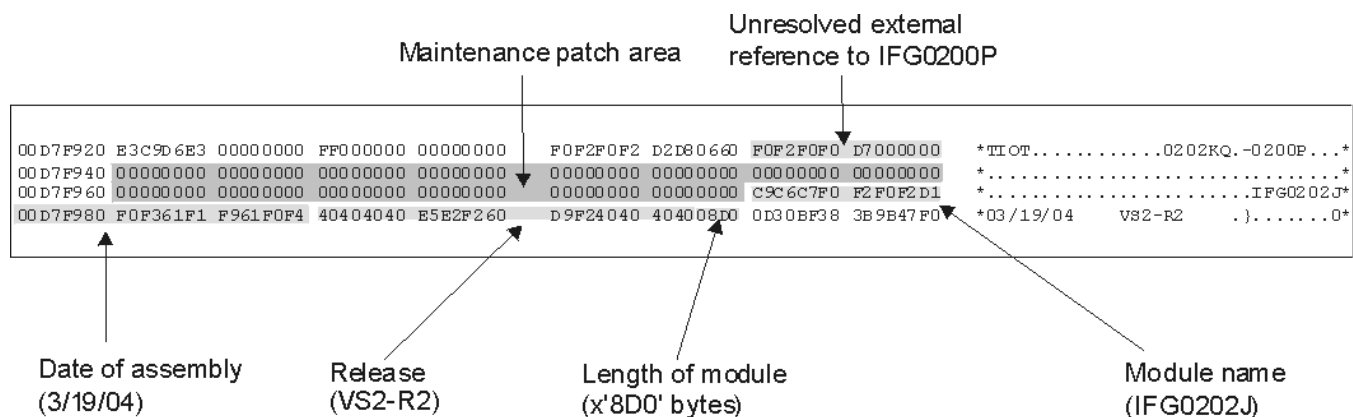 Unresolved external
reference to IFG0200P
Maintenance patch area
00D7F920 E3C9D6E3 00000000 FF000000 00000000 F0F2F0F2 D2D80660 F0F2F0F0 D7000000 *TIOT............0202KQ.-0200P...*
00D7F940 00000000 00000000 00000000 00000000 00000000 00000000 00000000 00000000 *................................*
00D7F960 00000000 00000000 00000000 00000000 00000000 00000000 C9C6C7F0 F2F0F2D1 *........................IFG0202J*
00D7F980 F0F361F1 F961F0F4 40404040 E5E2F260 D9F24040 404008D0 0D30BF38 3B9B47F0 *03/19/04 VS2-R2 .}.......0*
Date of assembly
(3/19/04)
Release
(VS2-R2)
Length of module
(x'8D0' bytes)
Module name
(IFG0202J)